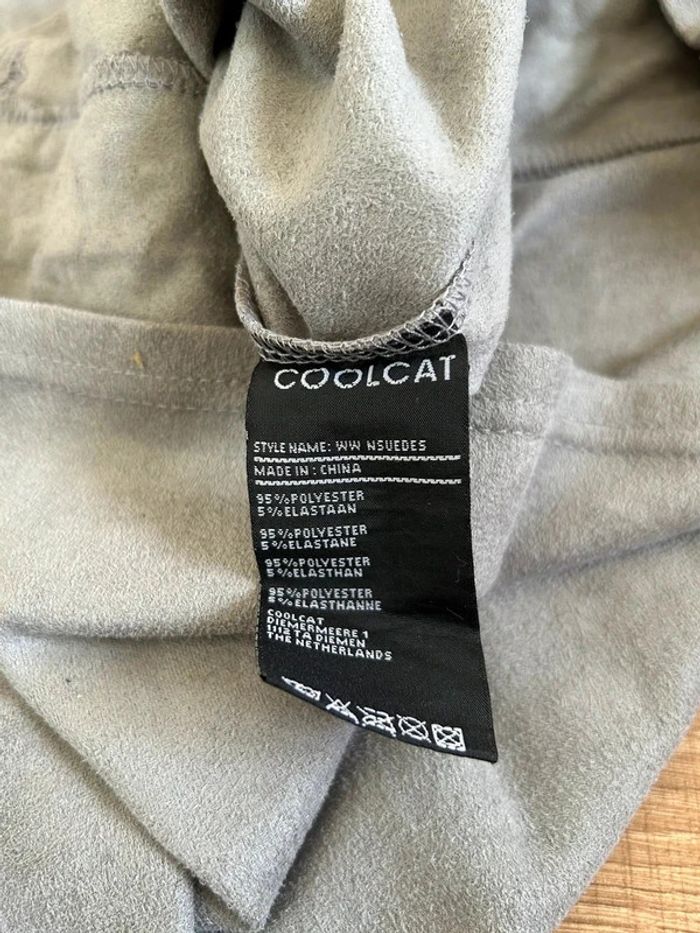 COOLCAT
STYLE NAME: WW NSUEDES
MADE IN: CHINA
95%POLYESTER
5%ELASTAAN
95%POLYESTER
5%ELASTANE
95%POLYESTER
5%ELASTHAN
95%POLYESTER
5%ELASTHANNE
COOLCAT
DIEMERMEERE 1
1112 TA DIEMEN
THE NETHERLANDS